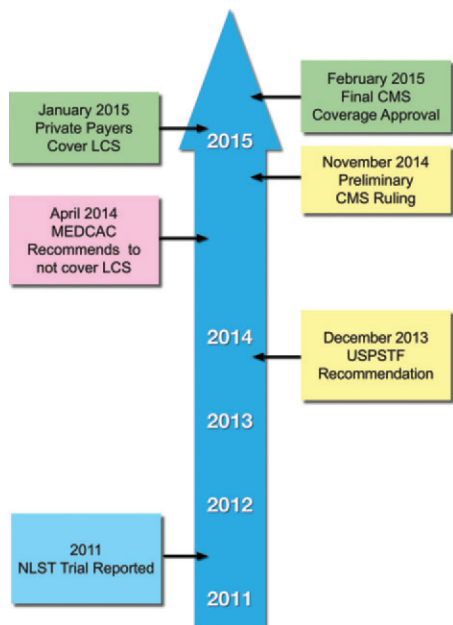 February 2015
Final CMS
Coverage Approval
January 2015
Private Payers
Cover LCS
2015
November 2014
Preliminary
CMS Ruling
April 2014
MEDCAC
Recommends to
not cover LCS
2014
December 2013
USPSTF
Recommendation
2013
2012
2011
NLST Trial Reported
2011